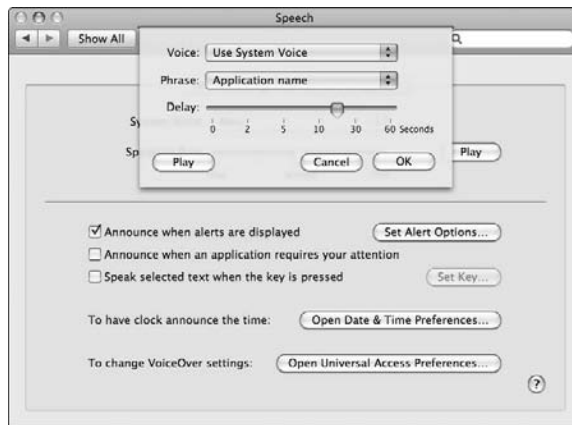 Speech
Show All
Voice: Use System Voice
Phrase: Application name
Delay:
0 2 5 10 30 60 Seconds
Play Cancel OK
Play
Announce when alerts are displayed Set Alert Options...
Announce when an application requires your attention
Speak selected text when the key is pressed Set Key...
To have clock announce the time: Open Date & Time Preferences...
To change VoiceOver settings: Open Universal Access Preferences...
?